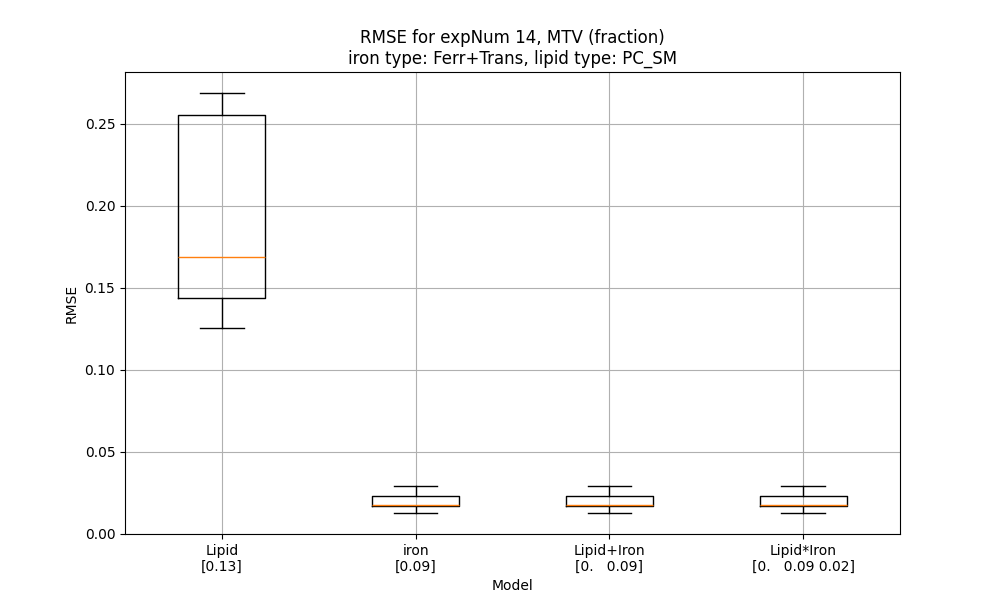 RMSE for expNum 14, MTV (fraction)
iron type: Ferr+Trans, lipid type: PC_SM
RMSE
0.25
0.20
0.15
0.10
0.05
0.00
Lipid
[0.13]
iron
[0.09]
Lipid+Iron
[0.   0.09]
Lipid*Iron
[0.   0.09 0.02]
Model